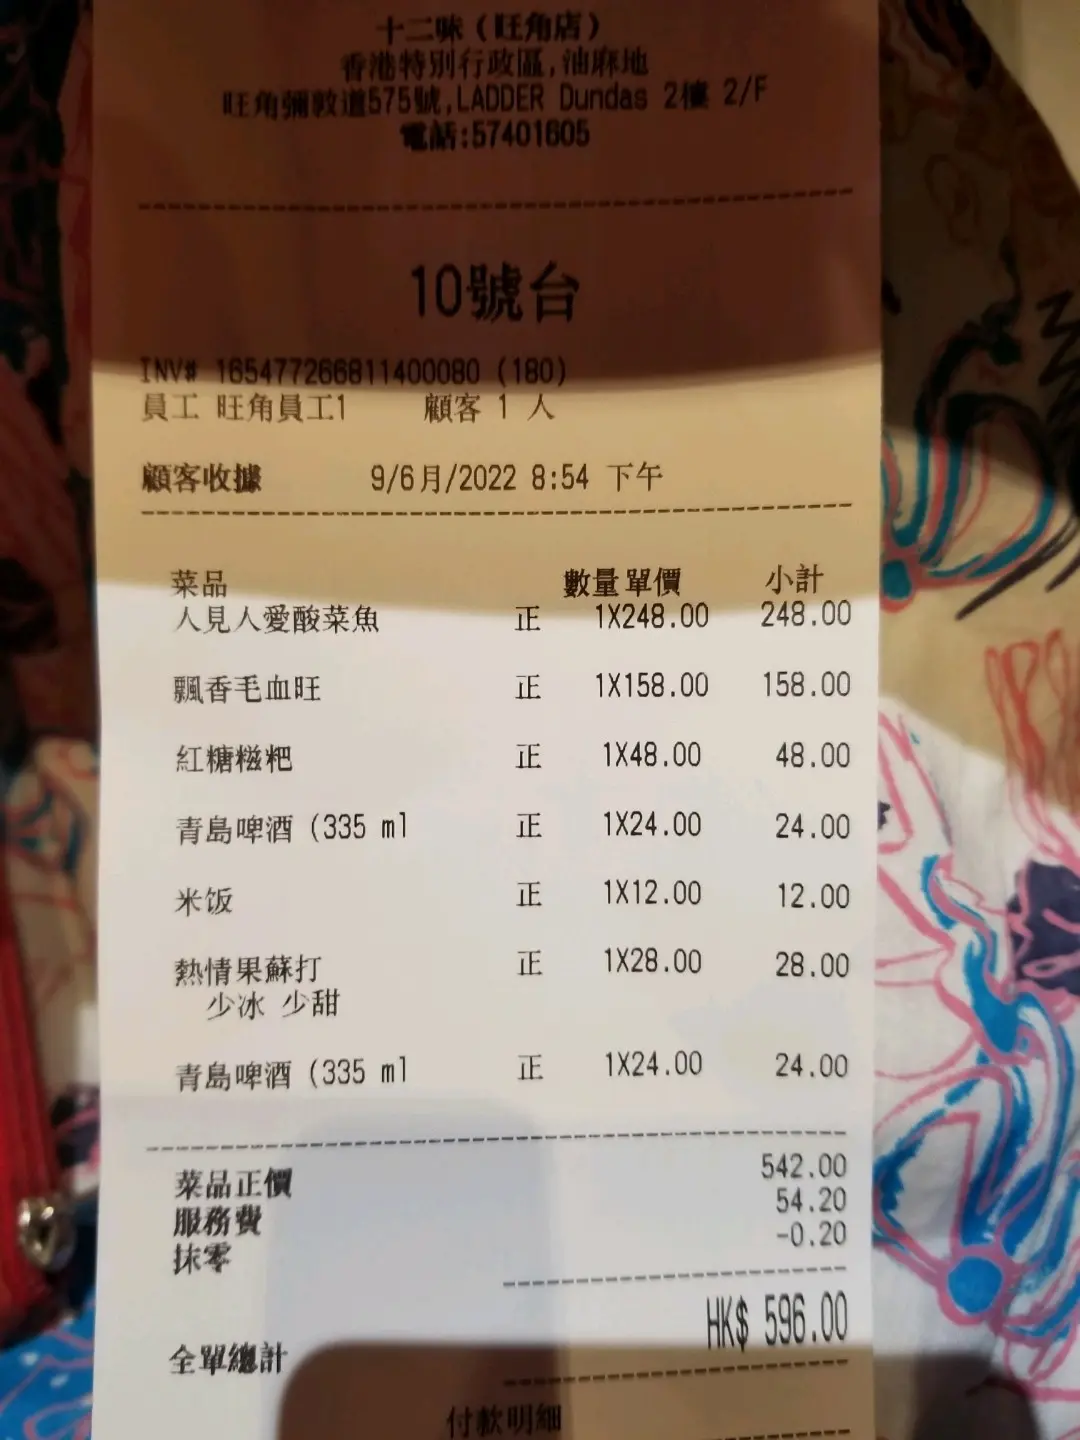 十二味（旺角店）
香港特別行政區,油麻地
旺角彌敦道575號,LADDER Dundas 2樓 2/F
電話:57401605
10號台
INV# 1654772668114000​80 (180)
員工 旺角員工1 顧客 1 人
顧客收據 9/6月/2022 8:54 下午
菜品 數量單價 小計
人見人愛酸菜魚 正 1X248.00 248.00
飄香毛血旺 正 1X158.00 158.00
紅糖糍粑 正 1X48.00 48.00
青島啤酒 (335 ml 正 1X24.00 24.00
米饭 正 1X12.00 12.00
熱情果蘇打 正 1X28.00 28.00
少冰 少甜
青島啤酒 (335 ml 正 1X24.00 24.00
菜品正價 542.00
服務費 54.20
抹零 -0.20
全單總計 HK$ 596.00
付款明細